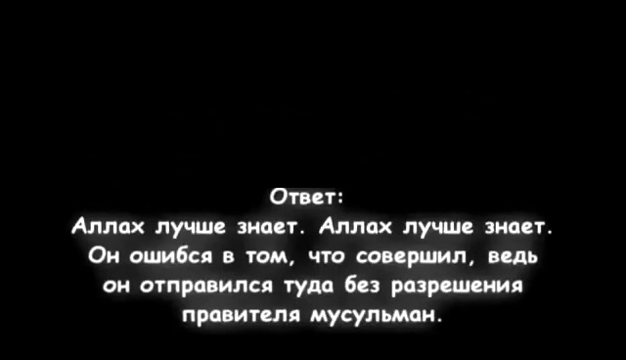 Ответ:
Аллах лучше знает. Аллах лучше знает.
Он ошибся в том, что совершил, ведь
он отправился туда без разрешения
правителя мусульман.